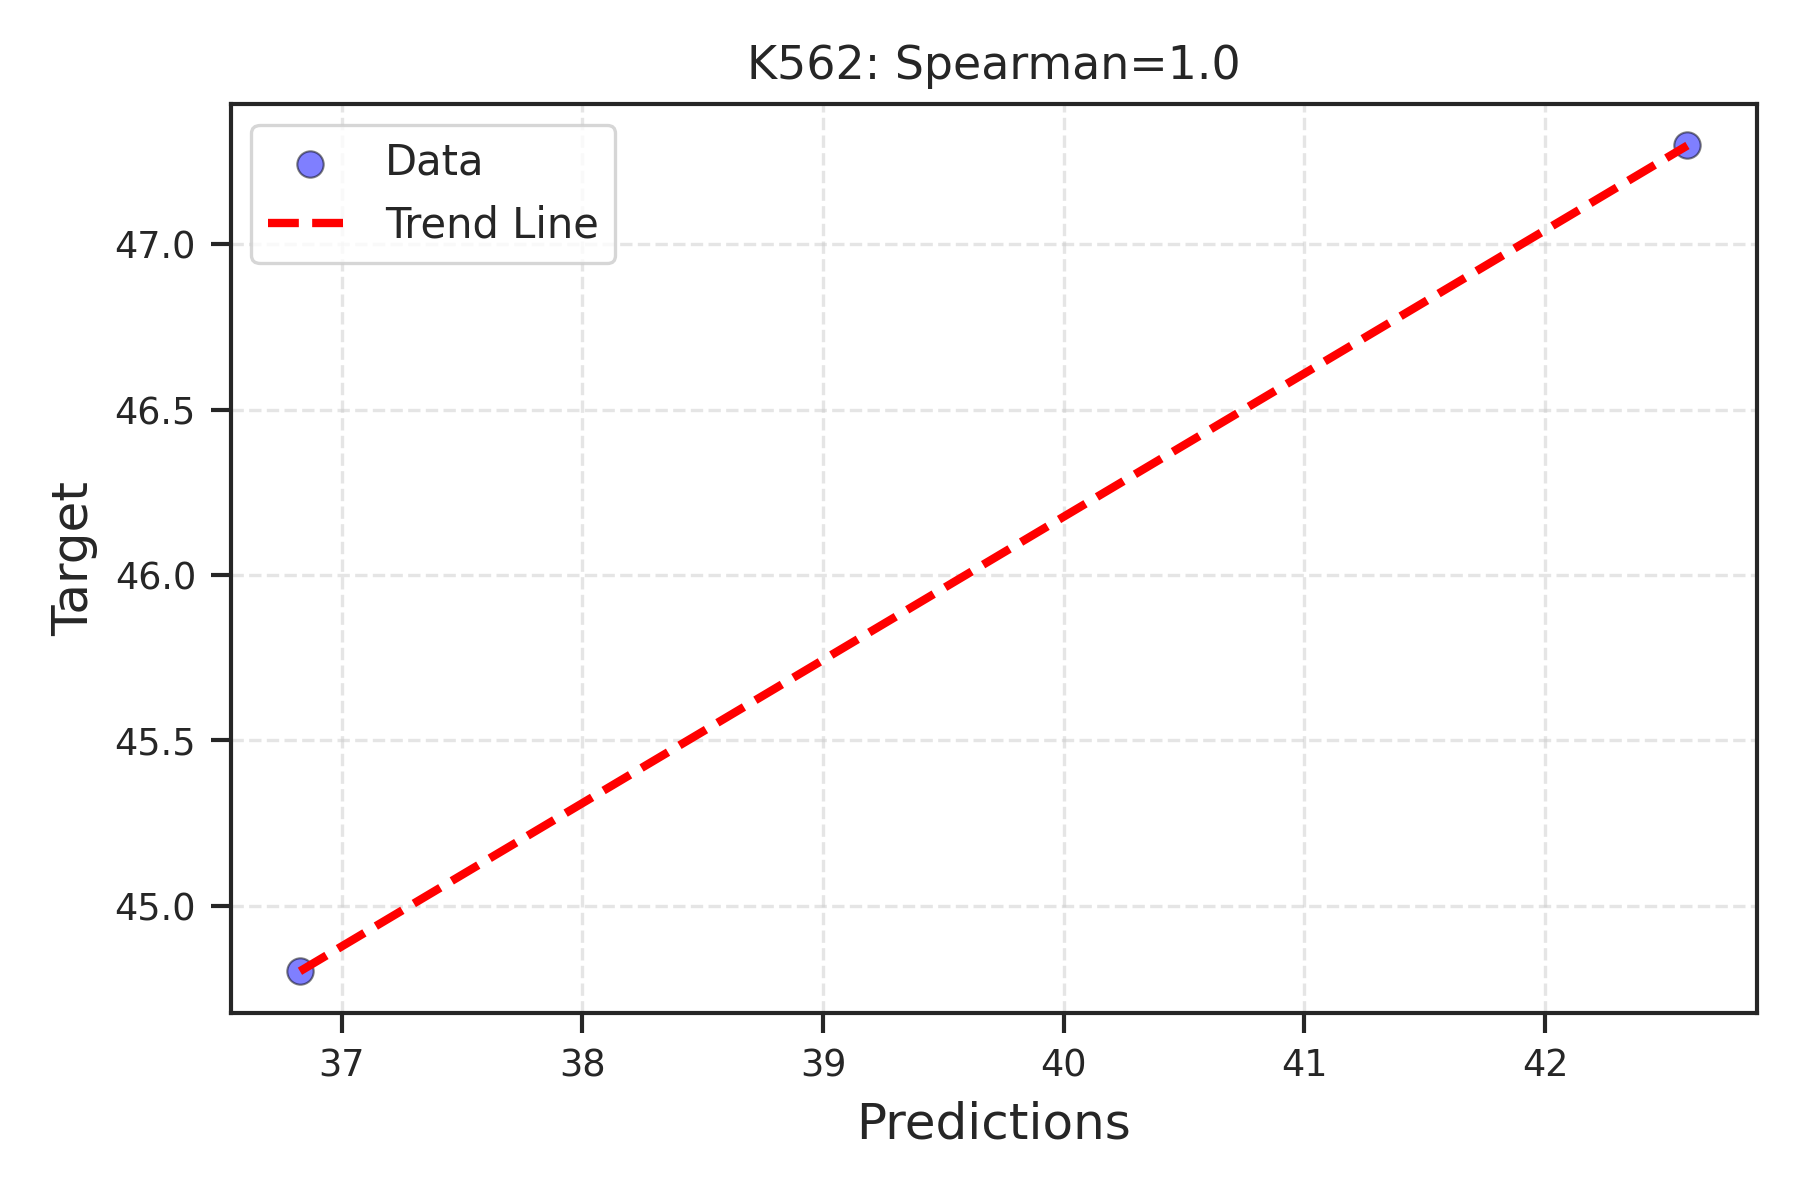 K562: Spearman=1.0
Data
Trend Line
Target
47.0
46.5
46.0
45.5
45.0
37 38 39 40 41 42
Predictions